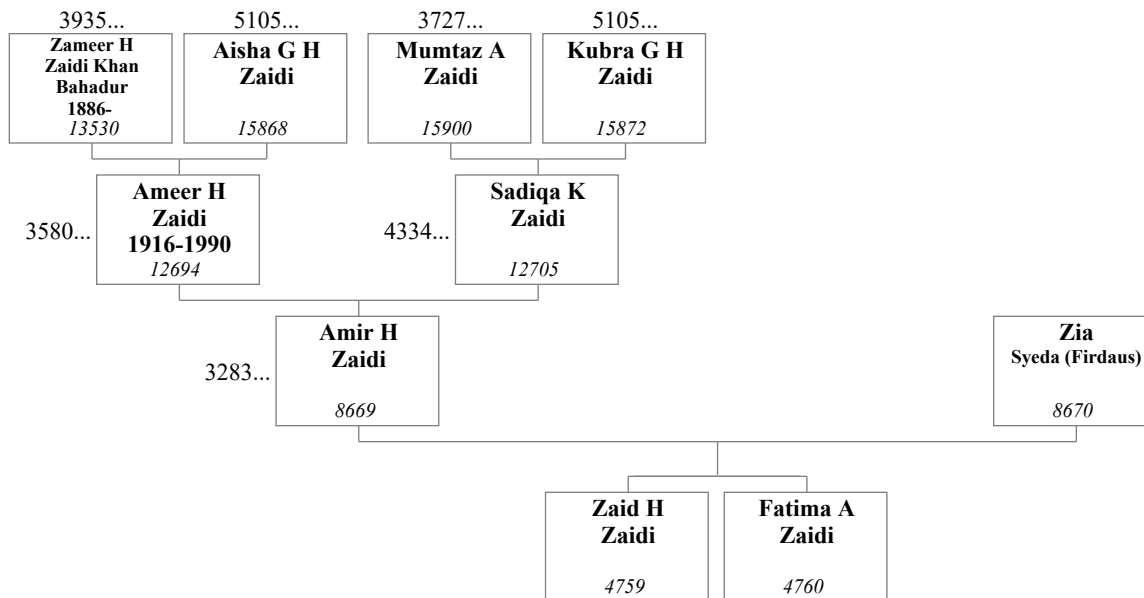 3935...
5105...
3727...
5105...
Zameer H
Zaidi Khan
Bahadur
1886-
13530
Aisha G H
Zaidi
15868
Mumtaz A
Zaidi
15900
Kubra G H
Zaidi
15872
3580...
Ameer H
Zaidi
1916-1990
12694
4334...
Sadiqa K
Zaidi
12705
3283...
Amir H
Zaidi
8669
Zia
Syeda (Firdaus)
8670
Zaid H
Zaidi
4759
Fatima A
Zaidi
4760